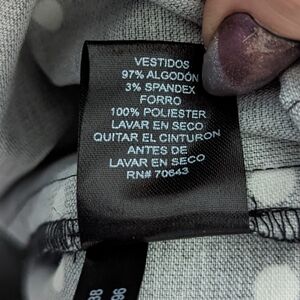 VESTIDOS
97% ALGODÓN
3% SPANDEX
FORRO
100% POLIESTER
LAVAR EN SECO
QUITAR EL CINTURON
ANTES DE
LAVAR EN SECO
RN# 70643